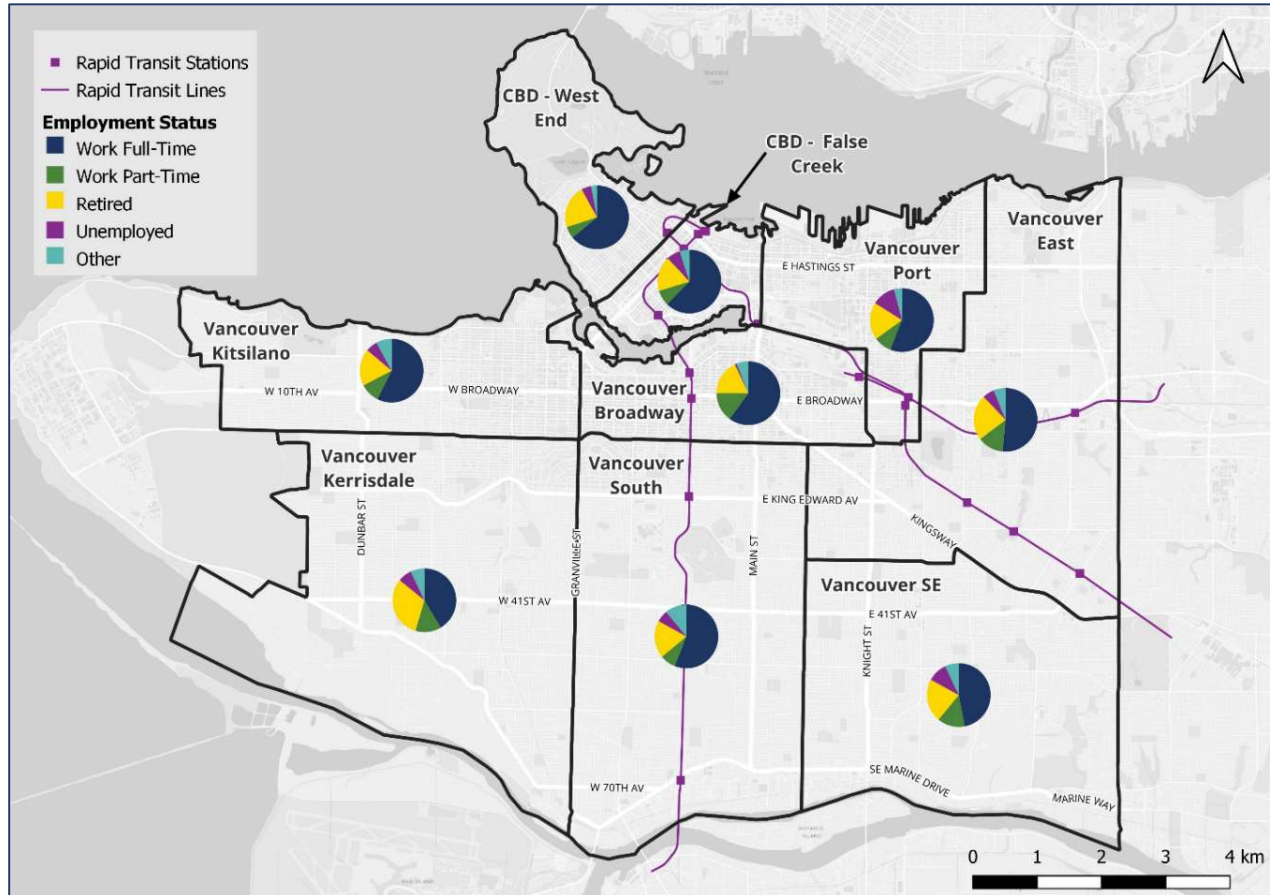 Rapid Transit Stations
Rapid Transit Lines
Employment Status
Work Full-Time
Work Part-Time
Retired
Unemployed
Other
CBD - West
End
CBD - False
Creek
Vancouver
East
Vancouver
Port
E HASTINGS ST
Vancouver
Kitsilano
W 10TH AV
W BROADWAY
Vancouver
Broadway
E BROADWAY
Vancouver
Kerrisdale
Vancouver
South
E KING EDWARD AV
KINGSWAY
DUNBAR ST
GRANVILLE ST
MAIN ST
Vancouver SE
W 41ST AV
E 41ST AV
KNIGHT ST
W 70TH AV
SE MARINE DRIVE
MARINE WAY
0 1 2 3 4 km